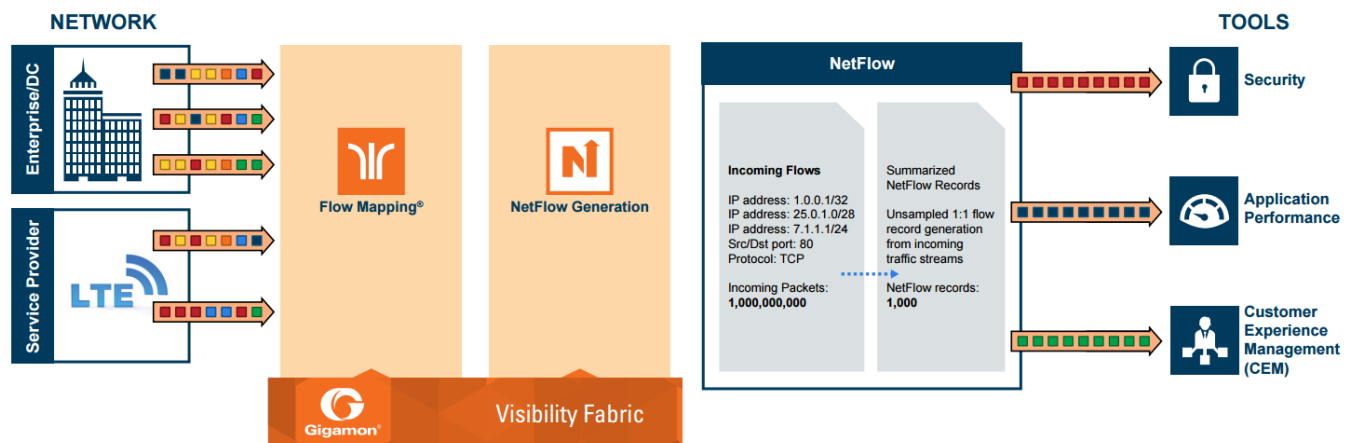 NETWORK
TOOLS
Enterprise/DC
Service Provider
LTE
Flow Mapping®
NetFlow Generation
Gigamon®
Visibility Fabric
NetFlow
Incoming Flows
IP address: 1.0.0.1/32
IP address: 25.0.1.0/28
IP address: 7.1.1.1/24
Src/Dst port: 80
Protocol: TCP
Incoming Packets:
1,000,000,000
Summarized
NetFlow Records
Unsampled 1:1 flow
record generation
from incoming
traffic streams
NetFlow records:
1,000
Security
Application
Performance
Customer
Experience
Management
(CEM)